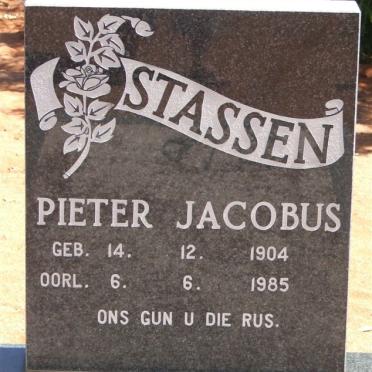 STASSEN
PIETER JACOBUS
GEB. 14. 12. 1904
OORL. 6. 6. 1985
ONS GUN U DIE RUS.